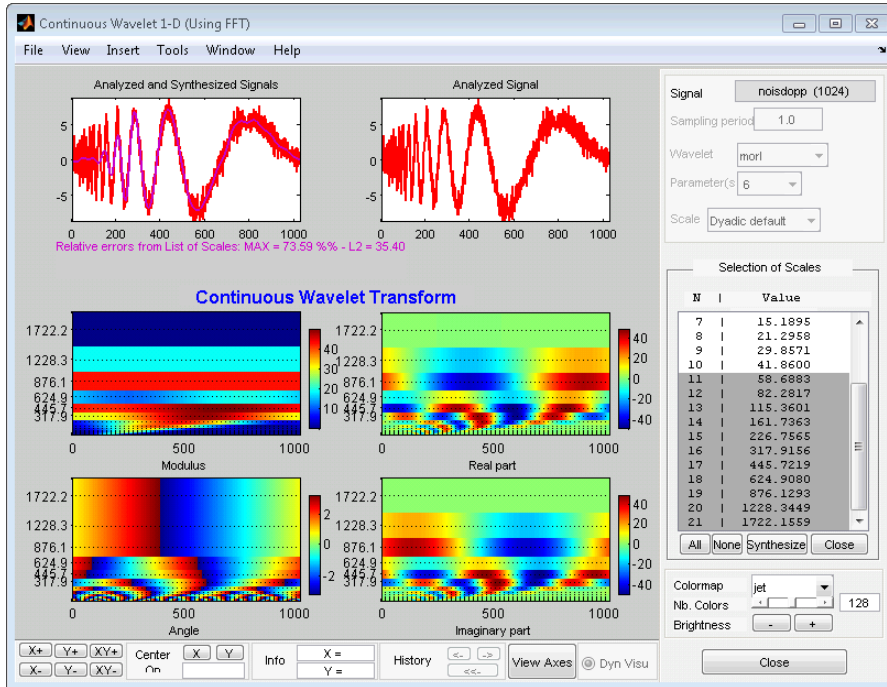 Continuous Wavelet 1-D (Using FFT)
File View Insert Tools Window Help
Analyzed and Synthesized Signals
5
0
-5
0 200 400 600 800 1000
Relative errors from List of Scales: MAX = 73.59 %% - L2 = 35.40
Analyzed Signal
5
0
-5
0 200 400 600 800 1000
Continuous Wavelet Transform
1722.2
1228.3
876.1
624.9
445.7
317.9
0 500 1000
Modulus
40
30
20
10
1722.2
1228.3
876.1
624.9
445.7
317.9
0 500 1000
Real part
40
20
0
-20
-40
1722.2
1228.3
876.1
624.9
445.7
317.9
0 500 1000
Angle
2
0
-2
1722.2
1228.3
876.1
624.9
445.7
317.9
0 500 1000
Imaginary part
40
20
0
-20
-40
Signal noisdopp (1024)
Sampling period 1.0
Wavelet morl
Parameter(s 6
Scale Dyadic default
Selection of Scales
N | Value
7 | 15.1895
8 | 21.2958
9 | 29.8571
10 | 41.8600
11 | 58.6883
12 | 82.2817
13 | 115.3601
14 | 161.7363
15 | 226.7565
16 | 317.9156
17 | 445.7219
18 | 624.9080
19 | 876.1293
20 | 1228.3449
21 | 1722.1559
All None Synthesize Close
Colormap jet
Nb. Colors 128
Brightness - +
Close
X+ Y+ XY+
X- Y- XY-
Center On X Y
Info X =
Y =
History <- ->
<<-
View Axes
Dyn Visu